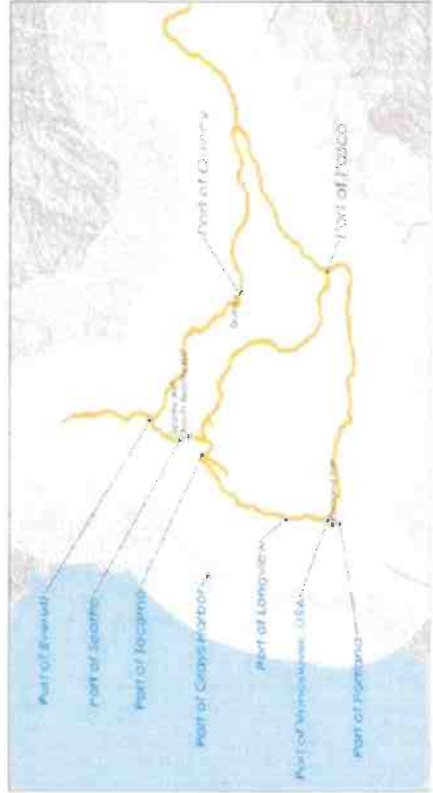 Port of Everett
Port of Seattle
Port of Tacoma
Port of Grays Harbor
Port of Longview
Port of Vancouver, USA
Port of Portland
Port of Quincy
Port of Pasco